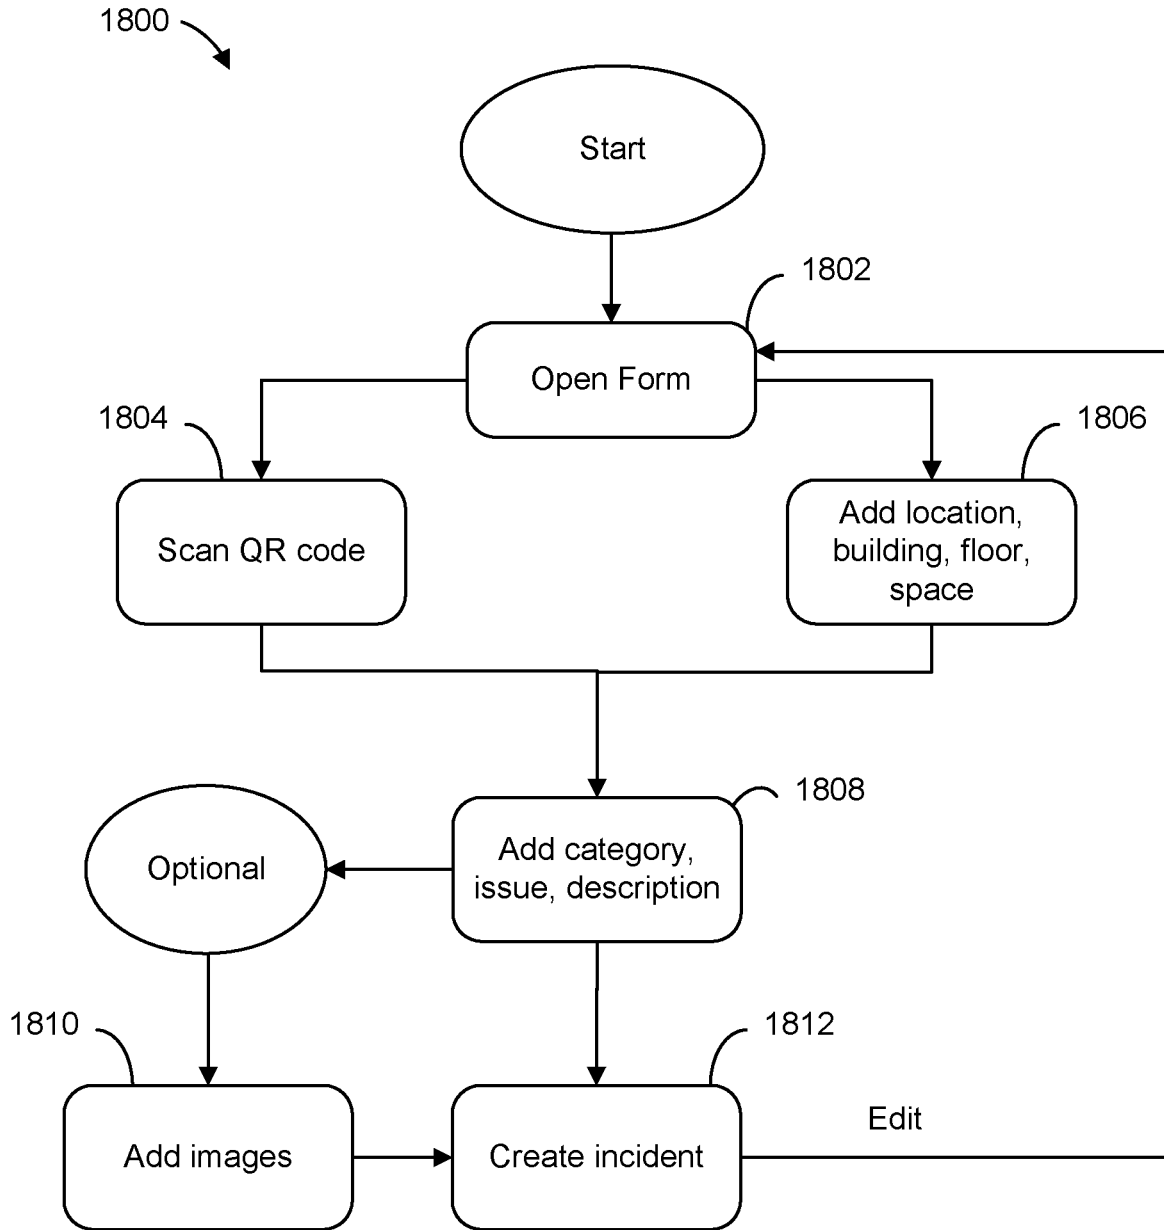 1800
Start
1802
Open Form
1804
1806
Scan QR code
Add location,
building, floor,
space
1808
Optional
Add category,
issue, description
1810
1812
Edit
Add images
Create incident